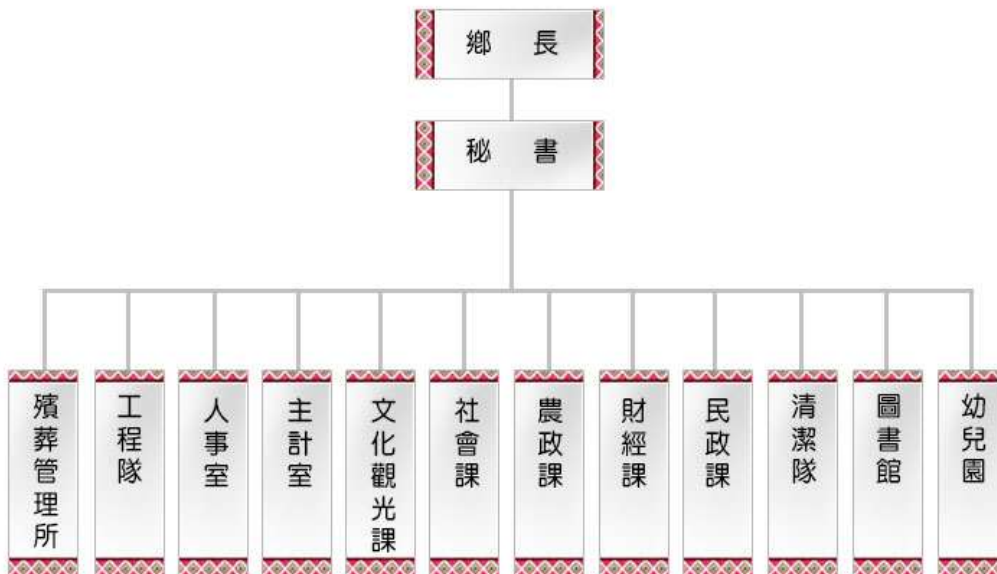 鄉長
秘書
殯葬管理所
工程隊
人事室
主計室
文化觀光課
社會課
農政課
財經課
民政課
清潔隊
圖書館
幼兒園